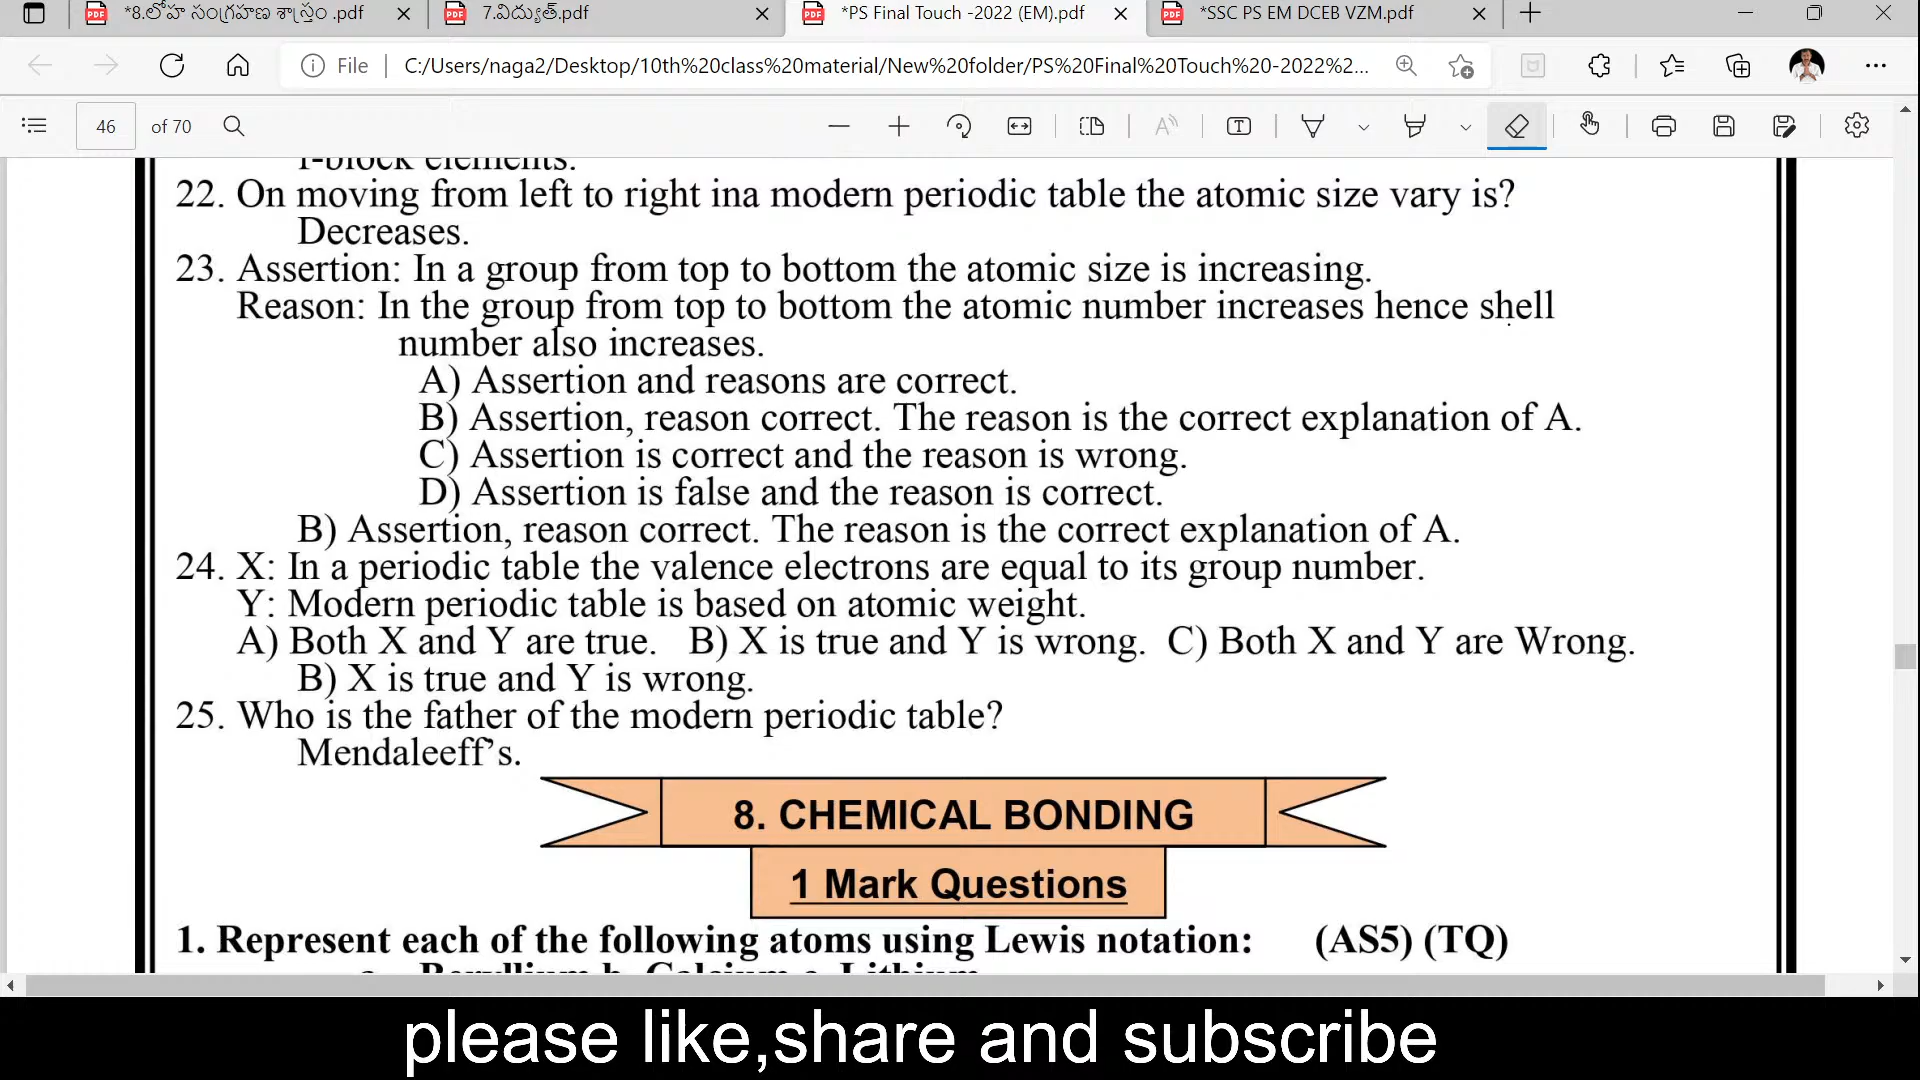 *8.లోహ సంగ్రహణ శాస్త్రం .pdf
7.విద్యుత్.pdf
*PS Final Touch -2022 (EM).pdf
*SSC PS EM DCEB VZM.pdf
File
C:/Users/naga2/Desktop/10th%20class%20material/New%20folder/PS%20Final%20Touch%20-2022%2...
46 of 70
f-block elements.
22. On moving from left to right ina modern periodic table the atomic size vary is?
Decreases.
23. Assertion: In a group from top to bottom the atomic size is increasing.
Reason: In the group from top to bottom the atomic number increases hence shell
number also increases.
A) Assertion and reasons are correct.
B) Assertion, reason correct. The reason is the correct explanation of A.
C) Assertion is correct and the reason is wrong.
D) Assertion is false and the reason is correct.
B) Assertion, reason correct. The reason is the correct explanation of A.
24. X: In a periodic table the valence electrons are equal to its group number.
Y: Modern periodic table is based on atomic weight.
A) Both X and Y are true. B) X is true and Y is wrong. C) Both X and Y are Wrong.
B) X is true and Y is wrong.
25. Who is the father of the modern periodic table?
Mendaleeff’s.
8. CHEMICAL BONDING
1 Mark Questions
1. Represent each of the following atoms using Lewis notation: (AS5) (TQ)
a. Beryllium b. Calcium c. Lithium
please like,share and subscribe